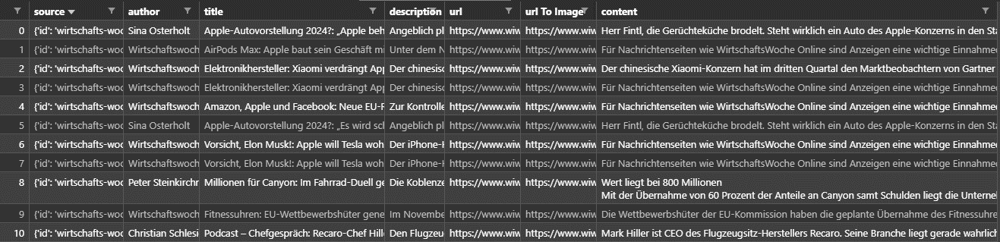 source author title description url url To Image content
0 {'id': 'wirtschafts-woc Sina Osterholt Apple-Autovorstellung 2024?: „Apple beh Angeblich pl https://www.wiw https://www.wiw Herr Fintl, die Gerüchteküche brodelt. Steht wirklich ein Auto des Apple-Konzerns in den Sta
1 {'id': 'wirtschafts-woc Wirtschaftswoch AirPods Max: Apple baut sein Geschäft mi Unter dem N https://www.wiw https://www.wiw Für Nachrichtenseiten wie WirtschaftsWoche Online sind Anzeigen eine wichtige Einnahmeq
2 {'id': 'wirtschafts-woc Wirtschaftswoch Elektronikhersteller: Xiaomi verdrängt App Der chinesisc https://www.wiw https://www.wiw Der chinesische Xiaomi-Konzern hat im dritten Quartal den Marktbeobachtern von Gartner
3 {'id': 'wirtschafts-woc Wirtschaftswoch Elektronikhersteller: Xiaomi verdrängt App Der chinesisc https://www.wiw https://www.wiw Für Nachrichtenseiten wie WirtschaftsWoche Online sind Anzeigen eine wichtige Einnahmeq
4 {'id': 'wirtschafts-woc Wirtschaftswoch Amazon, Apple und Facebook: Neue EU-R Zur Kontrolle https://www.wiw https://www.wiw Für Nachrichtenseiten wie WirtschaftsWoche Online sind Anzeigen eine wichtige Einnahmeq
5 {'id': 'wirtschafts-woc Sina Osterholt Apple-Autovorstellung 2024?: „Es wird sch Angeblich pl https://www.wiw https://www.wiw Herr Fintl, die Gerüchteküche brodelt. Steht wirklich ein Auto des Apple-Konzerns in den Sta
6 {'id': 'wirtschafts-woc Wirtschaftswoch Vorsicht, Elon Musk!: Apple will Tesla woh Der iPhone-H https://www.wiw https://www.wiw Für Nachrichtenseiten wie WirtschaftsWoche Online sind Anzeigen eine wichtige Einnahmeq
7 {'id': 'wirtschafts-woc Wirtschaftswoch Vorsicht, Elon Musk!: Apple will Tesla woh Der iPhone-H https://www.wiw https://www.wiw Für Nachrichtenseiten wie WirtschaftsWoche Online sind Anzeigen eine wichtige Einnahmeq
8 {'id': 'wirtschafts-woc Peter Steinkirchn Millionen für Canyon: Im Fahrrad-Duell ge Die Koblenze https://www.wiw https://www.wiw Wert liegt bei 800 Millionen
Mit der Übernahme von 60 Prozent der Anteile an Canyon samt Schulden liegt die Unterne
9 {'id': 'wirtschafts-woc Wirtschaftswoch Fitnessuhren: EU-Wettbewerbshüter gene Im Novembe https://www.wiw https://www.wiw Die Wettbewerbshüter der EU-Kommission haben die geplante Übernahme des Fitnessuhre
10 {'id': 'wirtschafts-woc Christian Schlesi Podcast – Chefgespräch: Recaro-Chef Hill Den Flugzeug https://www.wiw https://www.wiw Mark Hiller ist CEO des Flugzeugsitz-Herstellers Recaro. Seine Branche liegt gerade wahrlich